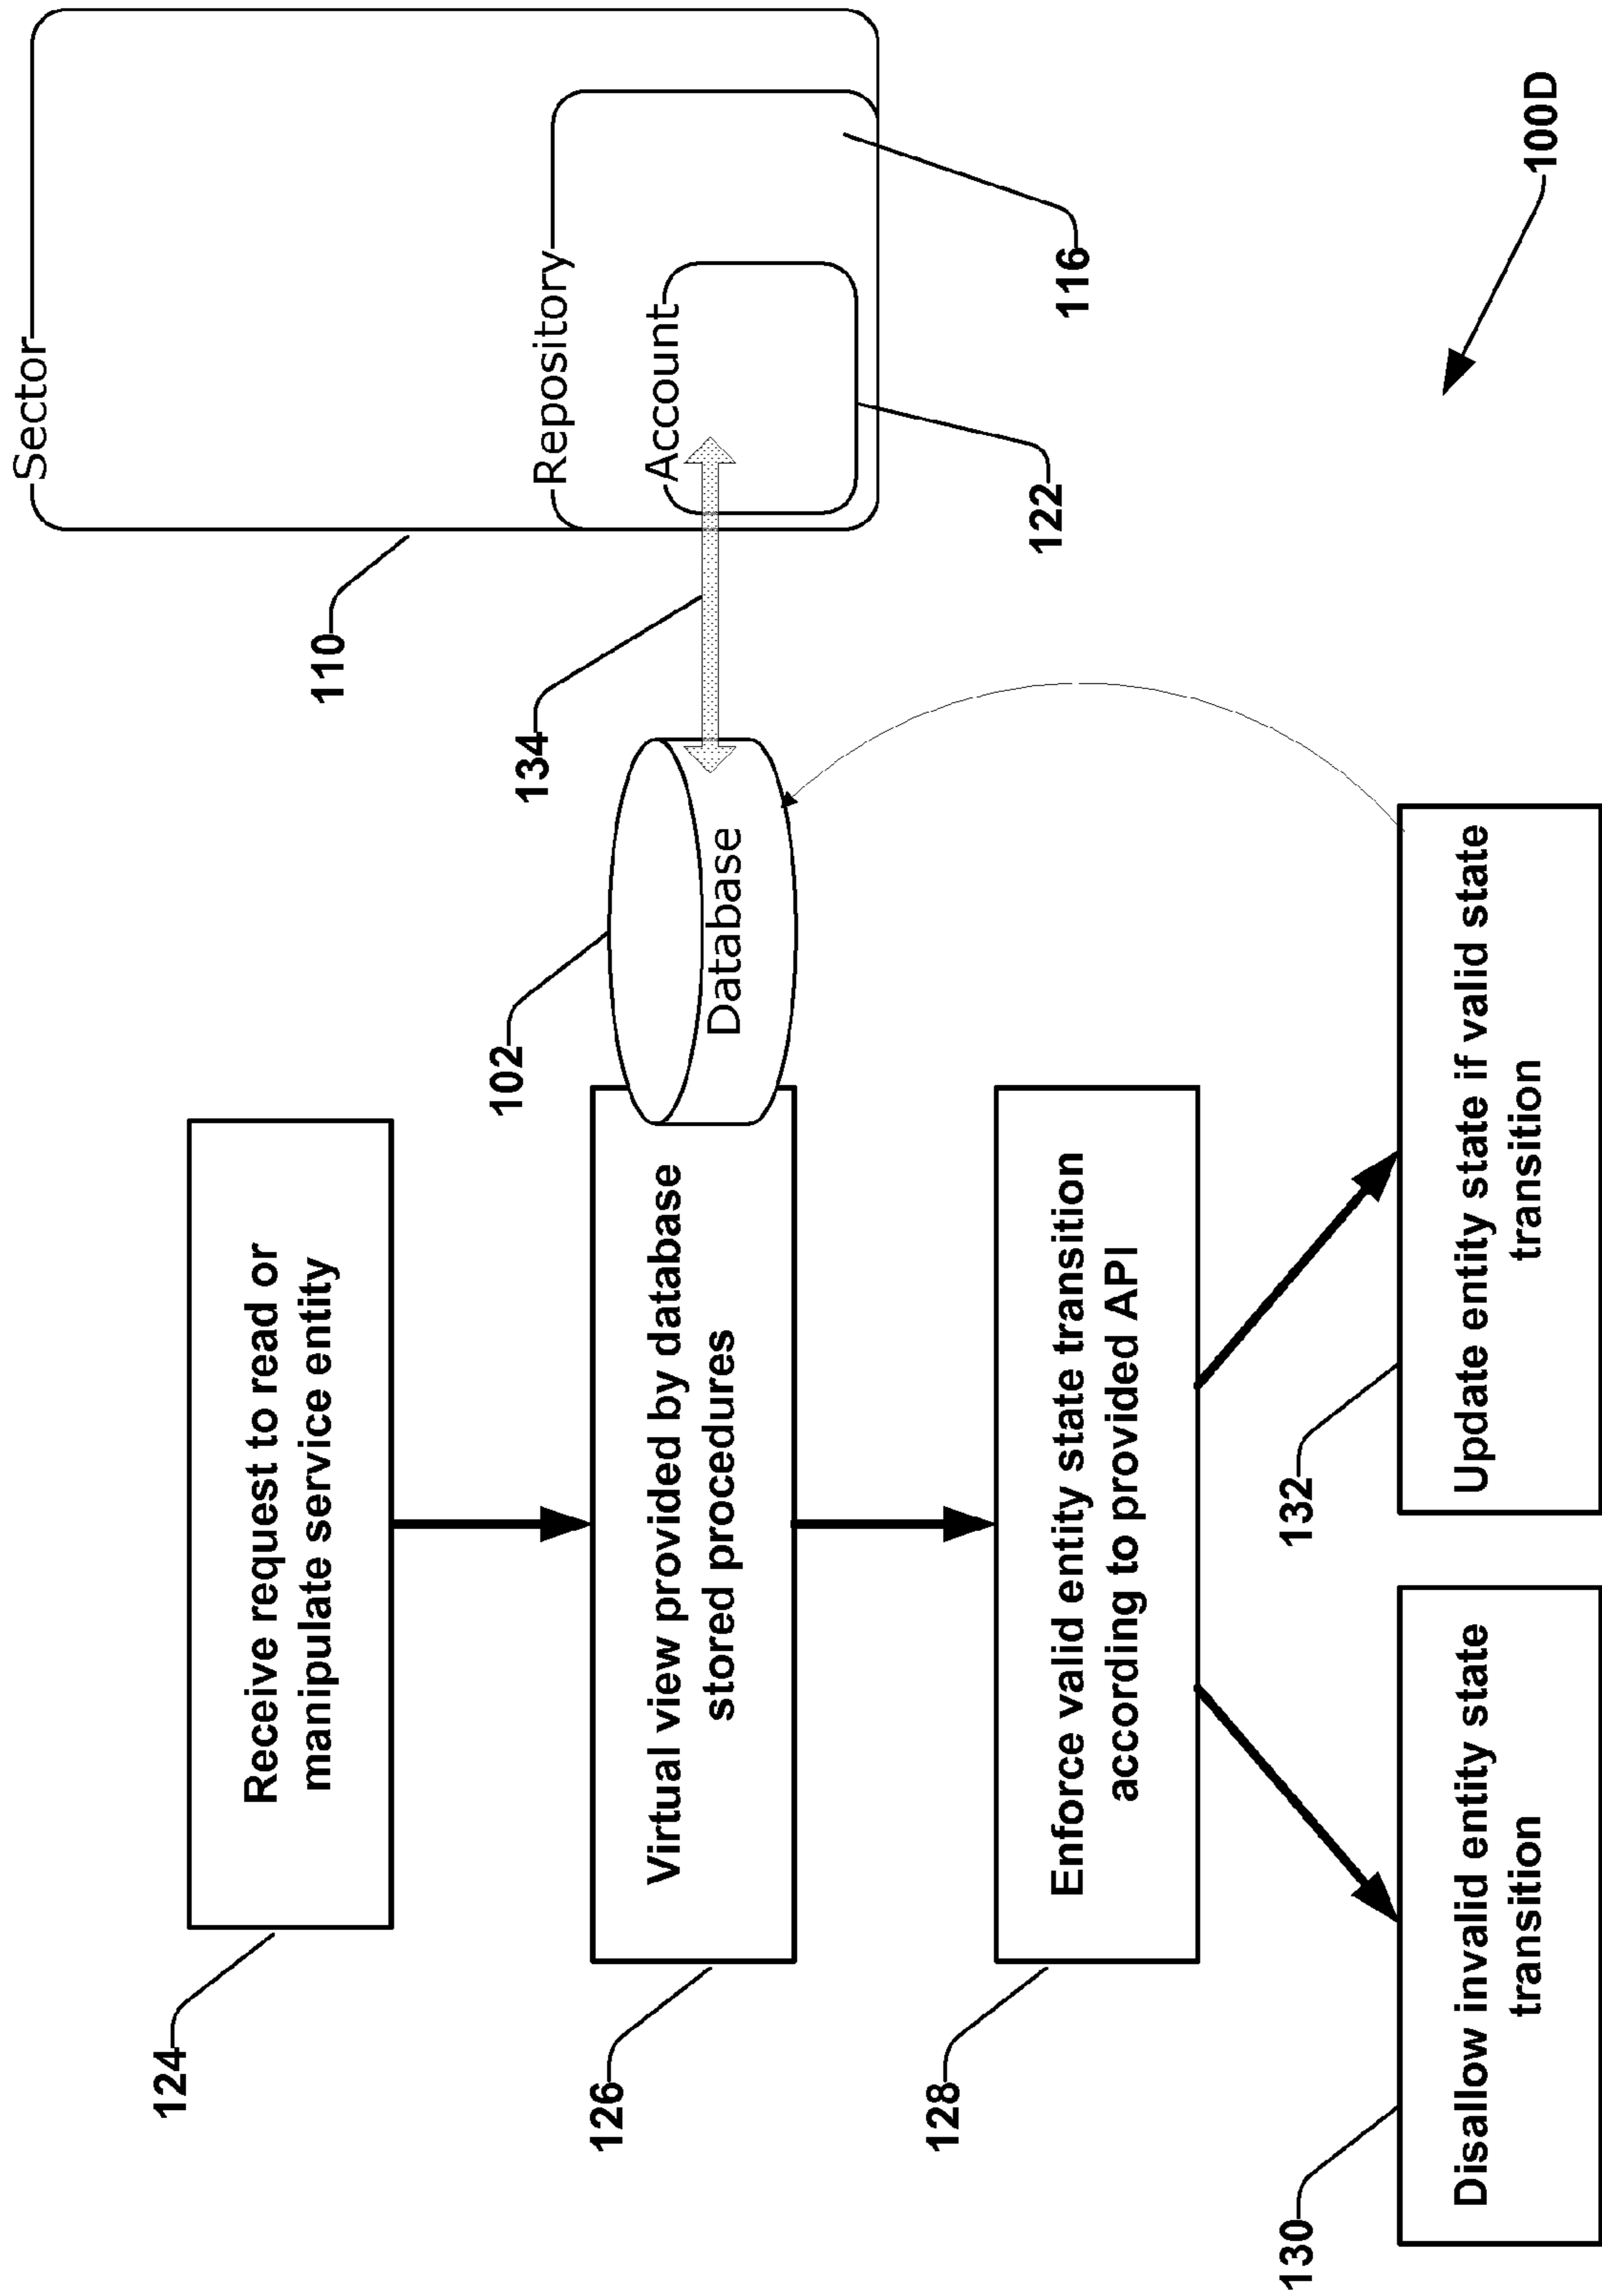 124
Receive request to read or
manipulate service entity
126
Virtual view provided by database
stored procedures
102
Database
134
110
Sector
Repository
Account
122
116
128
Enforce valid entity state transition
according to provided API
130
Disallow invalid entity state
transition
132
Update entity state if valid state
transition
100D